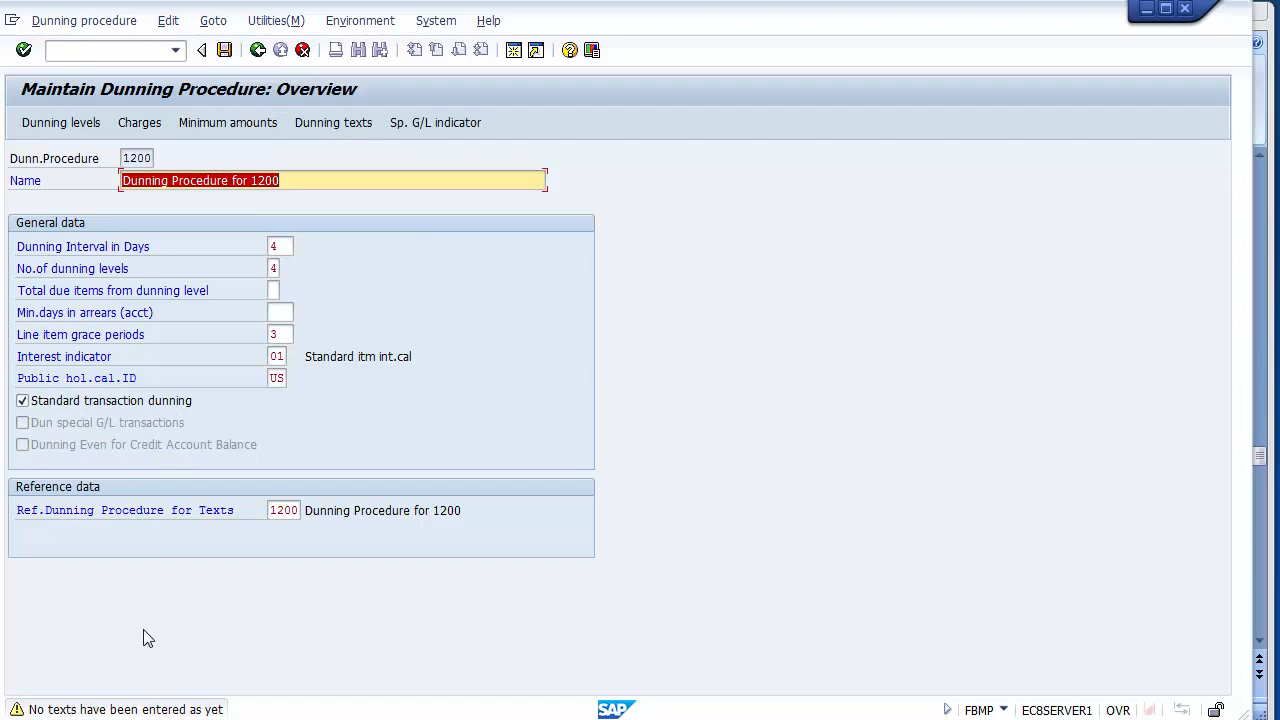 Dunning procedure Edit Goto Utilities(M) Environment System Help
Maintain Dunning Procedure: Overview
Dunning levels Charges Minimum amounts Dunning texts Sp. G/L indicator
Dunn.Procedure 1200
Name Dunning Procedure for 1200
General data
Dunning Interval in Days 4
No.of dunning levels 4
Total due items from dunning level
Min.days in arrears (acct)
Line item grace periods 3
Interest indicator 01 Standard itm int.cal
Public hol.cal.ID US
Standard transaction dunning
Dun special G/L transactions
Dunning Even for Credit Account Balance
Reference data
Ref.Dunning Procedure for Texts 1200 Dunning Procedure for 1200
No texts have been entered as yet SAP FBMP ECSSERVER1 OVR